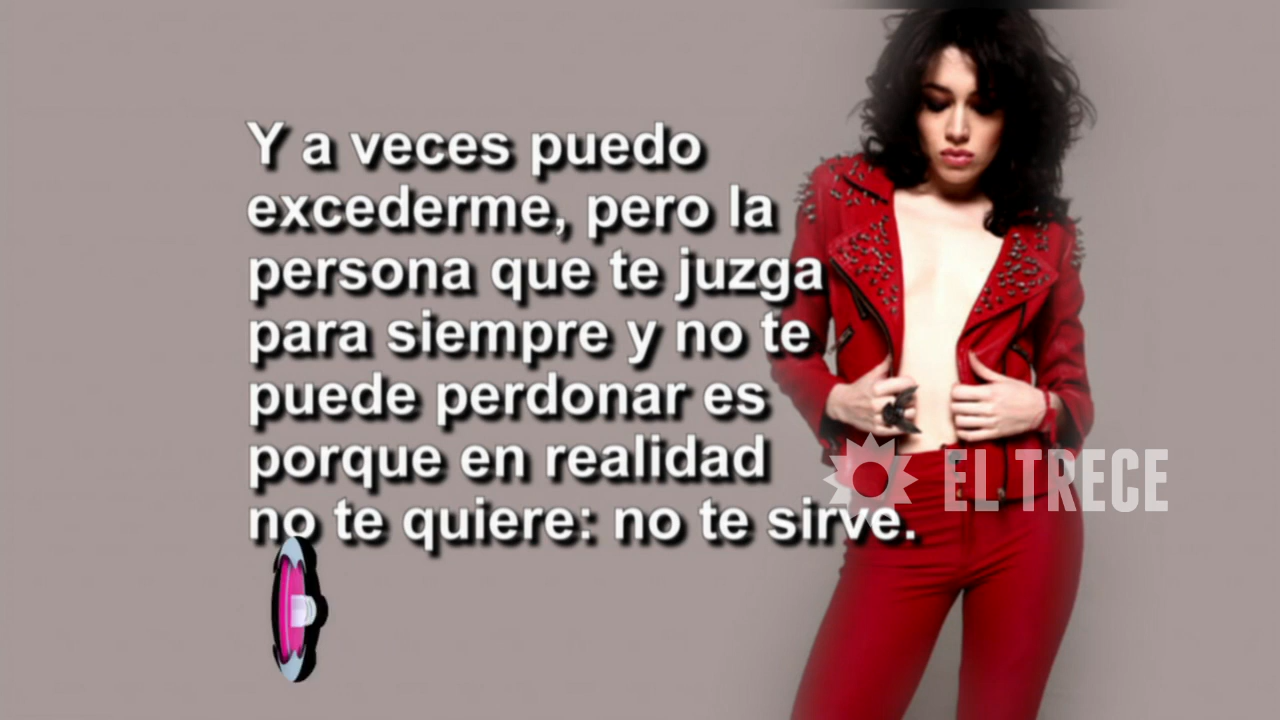 Y a veces puedo
excederme, pero la
persona que te juzga
para siempre y no te
puede perdonar es
porque en realidad
no te quiere: no te sirve.
EL TRECE